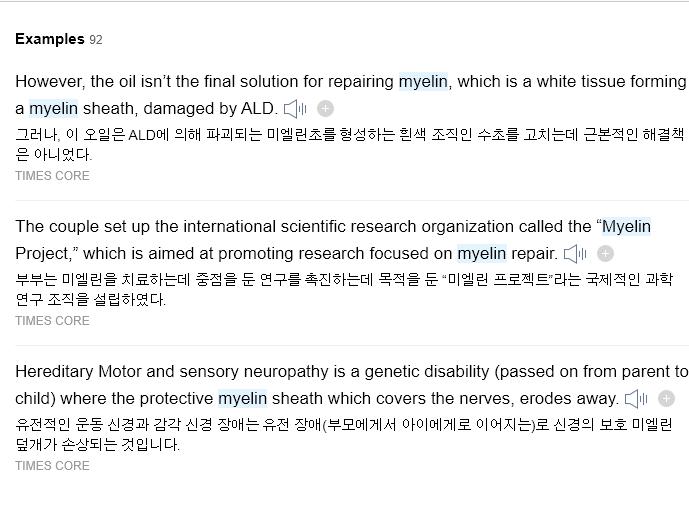 Examples 92
However, the oil isn't the final solution for repairing myelin, which is a white tissue forming
a myelin sheath, damaged by ALD.
그러나, 이 오일은 ALD에 의해 파괴되는 미엘린초를 형성하는 흰색 조직인 수초를 고치는데 근본적인 해결책
은 아니었다.
TIMES CORE
The couple set up the international scientific research organization called the “Myelin
Project,” which is aimed at promoting research focused on myelin repair.
부부는 미엘린을 치료하는데 중점을 둔 연구를 촉진하는데 목적을 둔 “미엘린 프로젝트”라는 국제적인 과학
연구 조직을 설립하였다.
TIMES CORE
Hereditary Motor and sensory neuropathy is a genetic disability (passed on from parent to
child) where the protective myelin sheath which covers the nerves, erodes away.
유전적인 운동 신경과 감각 신경 장애는 유전 장애(부모에게서 아이에게로 이어지는)로 신경의 보호 미엘린
덮개가 손상되는 것입니다.
TIMES CORE